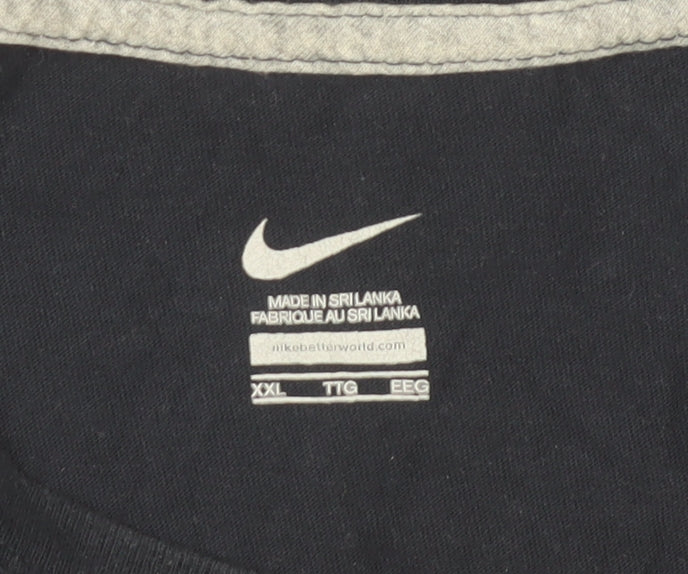 MADE IN SRI LANKA
FABRIQUE AU SRI LANKA
nikebetterworld.com
XXL TTG EEG